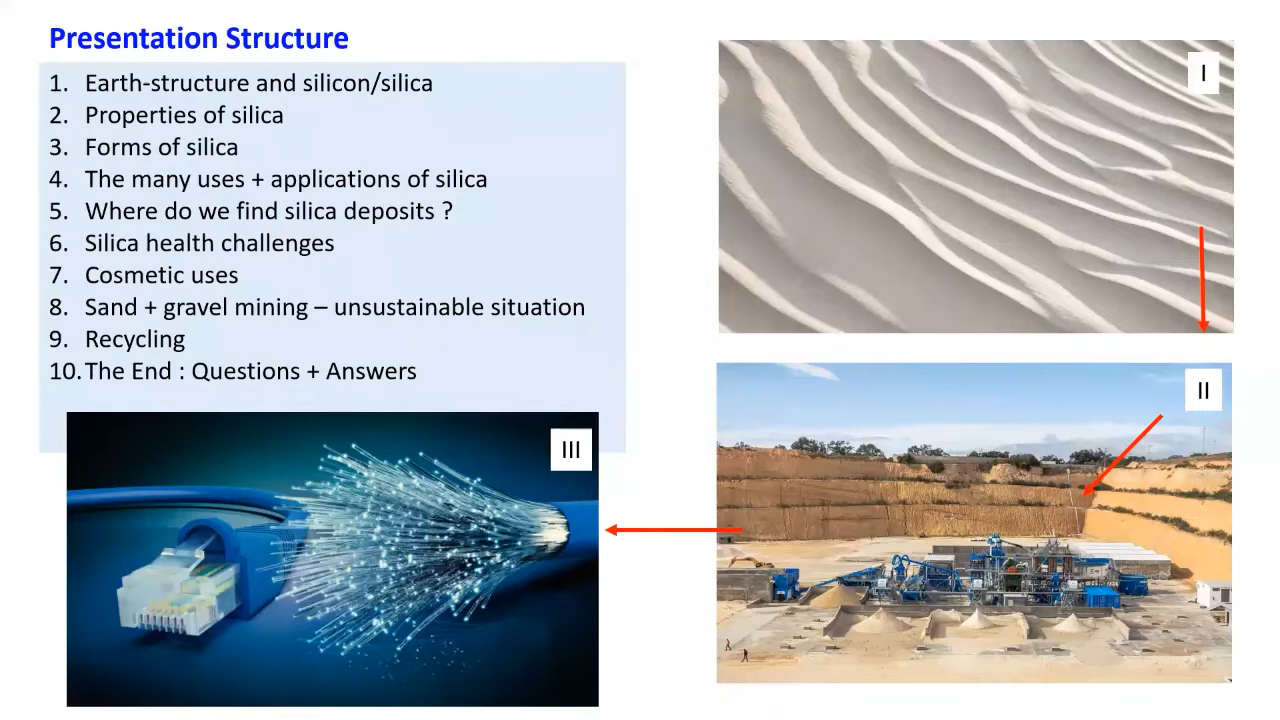 Presentation Structure
1. Earth-structure and silicon/silica
2. Properties of silica
3. Forms of silica
4. The many uses + applications of silica
5. Where do we find silica deposits ?
6. Silica health challenges
7. Cosmetic uses
8. Sand + gravel mining – unsustainable situation
9. Recycling
10. The End : Questions + Answers
I
II
III